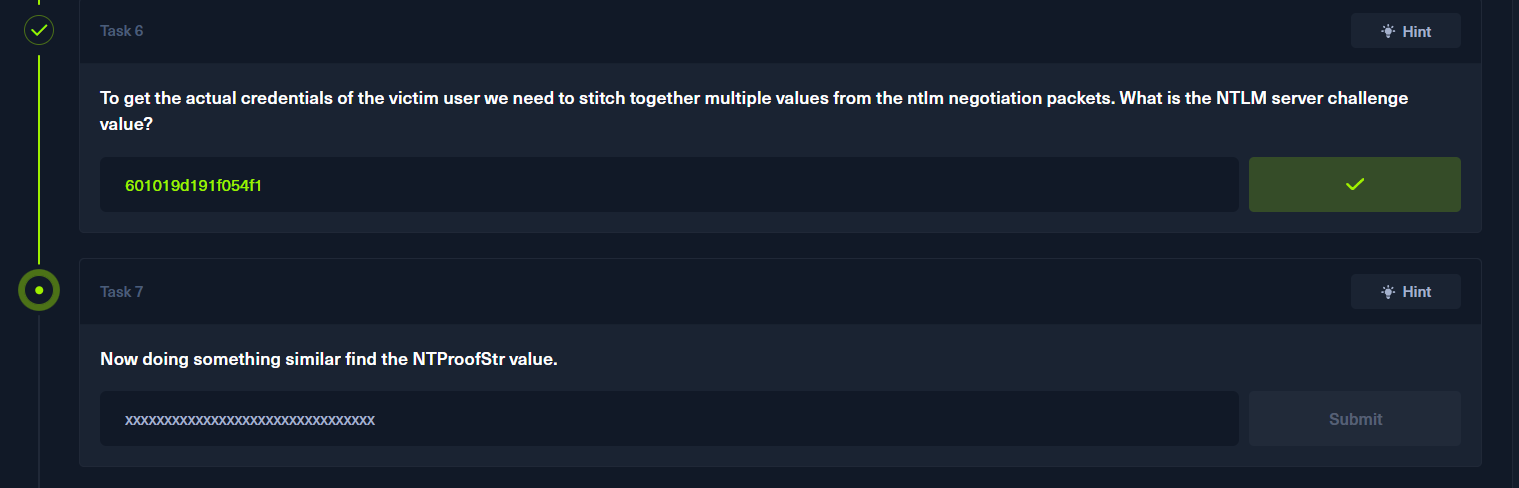 Task 6
Hint
To get the actual credentials of the victim user we need to stitch together multiple values from the ntlm negotiation packets. What is the NTLM server challenge
value?
601019d191f054f1
Task 7
Hint
Now doing something similar find the NTProofStr value.
xxxxxxxxxxxxxxxxxxxxxxxxxxxxxxxx
Submit